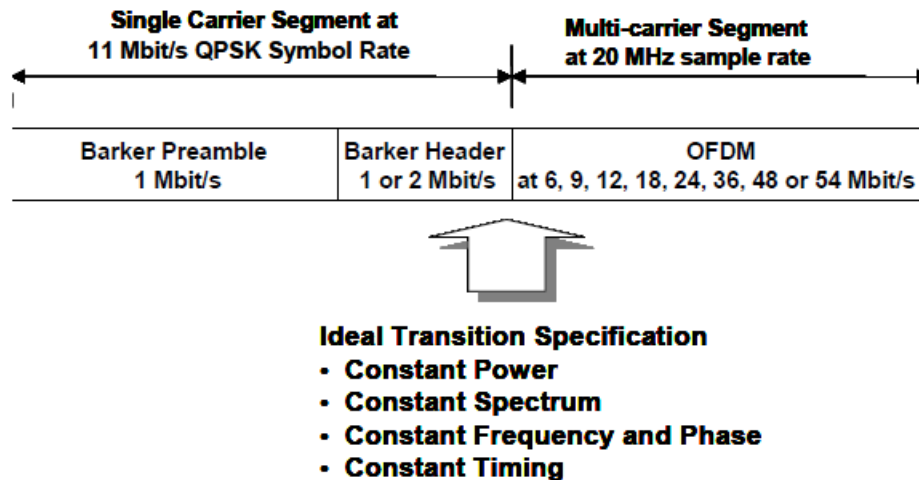 Single Carrier Segment at
11 Mbit/s QPSK Symbol Rate
Multi-carrier Segment
at 20 MHz sample rate
Barker Preamble
1 Mbit/s
Barker Header
1 or 2 Mbit/s
OFDM
at 6, 9, 12, 18, 24, 36, 48 or 54 Mbit/s
Ideal Transition Specification
• Constant Power
• Constant Spectrum
• Constant Frequency and Phase
• Constant Timing